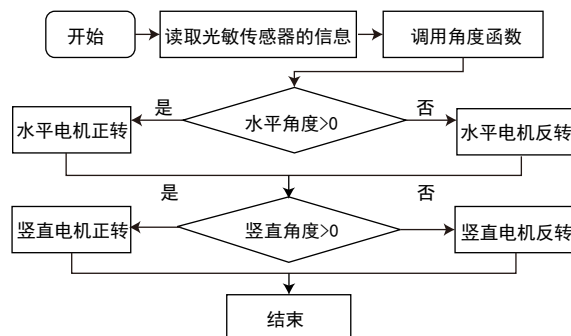 开始
读取光敏传感器的信息
调用角度函数
是
否
水平电机正转
水平角度>0
水平电机反转
是
否
竖直电机正转
竖直角度>0
竖直电机反转
结束